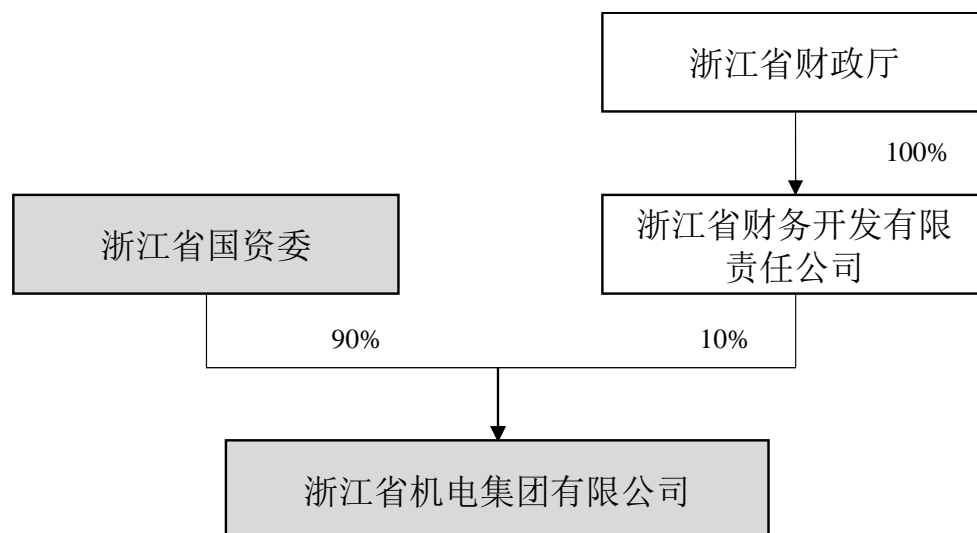 浙江省财政厅
100%
浙江省国资委
浙江省财务开发有限
责任公司
90%
10%
浙江省机电集团有限公司